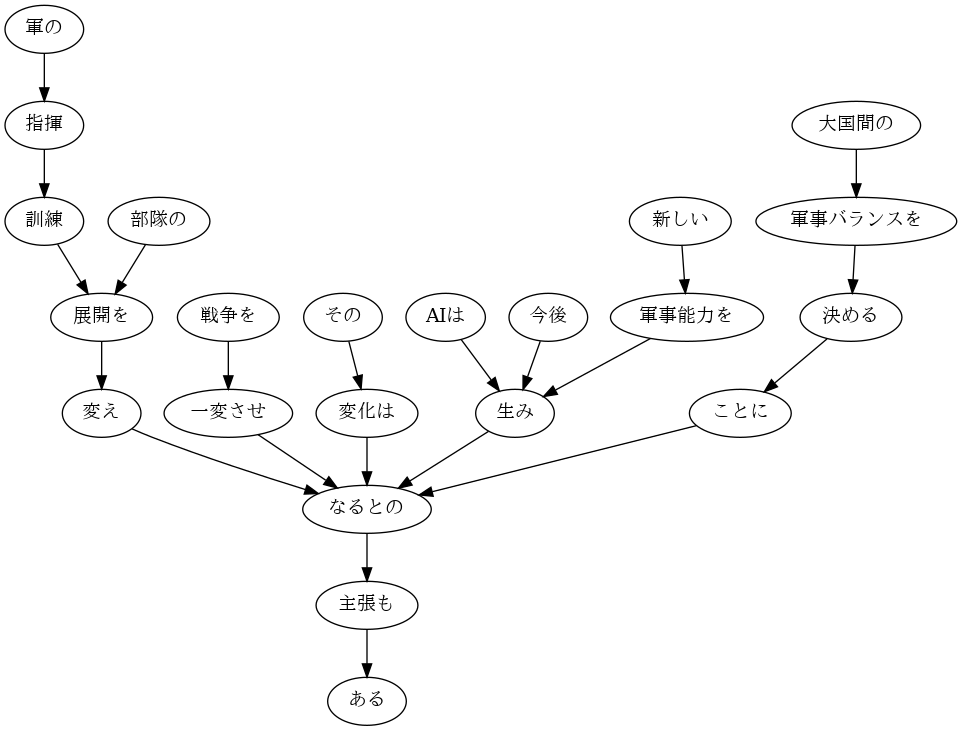 軍の
指揮
大国間の
訓練
部隊の
新しい
軍事バランスを
展開を
戦争を
その
AIは
今後
軍事能力を
決める
変え
一変させ
変化は
生み
ことに
なるとの
主張も
ある